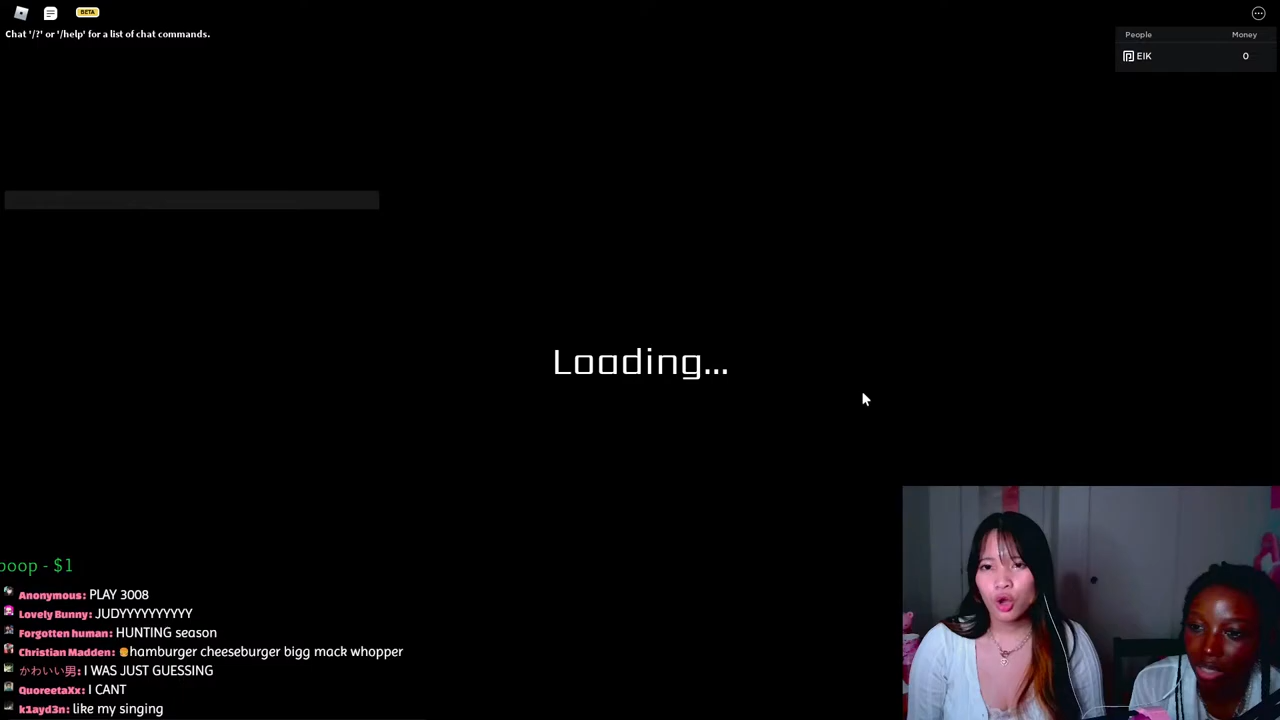 BETA
Chat '/?' or '/help' for a list of chat commands.
People Money
EIK 0
Loading...
poop - $1
Anonymous: PLAY 3008
Lovely Bunny: JUDYYYYYYYYYY
Forgotten human: HUNTING season
Christian Madden: 🍔hamburger cheeseburger bigg mack whopper
かわいい男: I WAS JUST GUESSING
QuoreetaXx: I CANT
k1ayd3n: like my singing